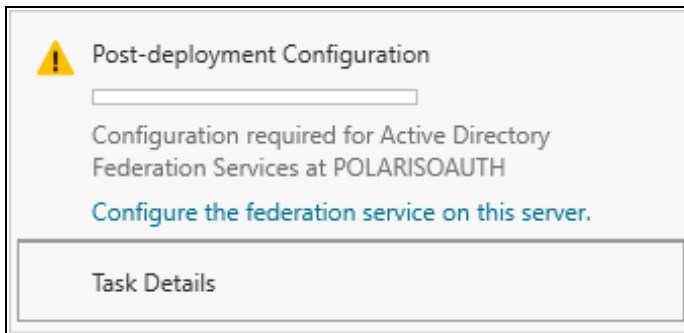 Post-deployment Configuration
Configuration required for Active Directory
Federation Services at POLARISOAUTH
Configure the federation service on this server.
Task Details